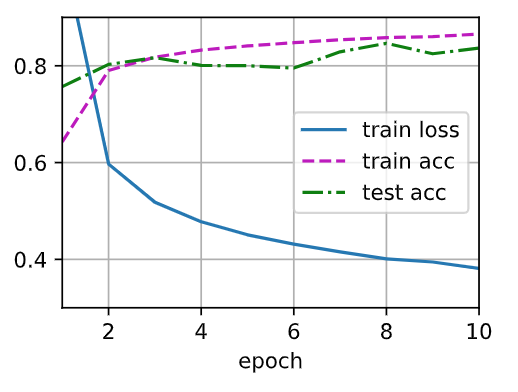 0.8
0.6
0.4
train loss
train acc
test acc
2 4 6 8 10
epoch